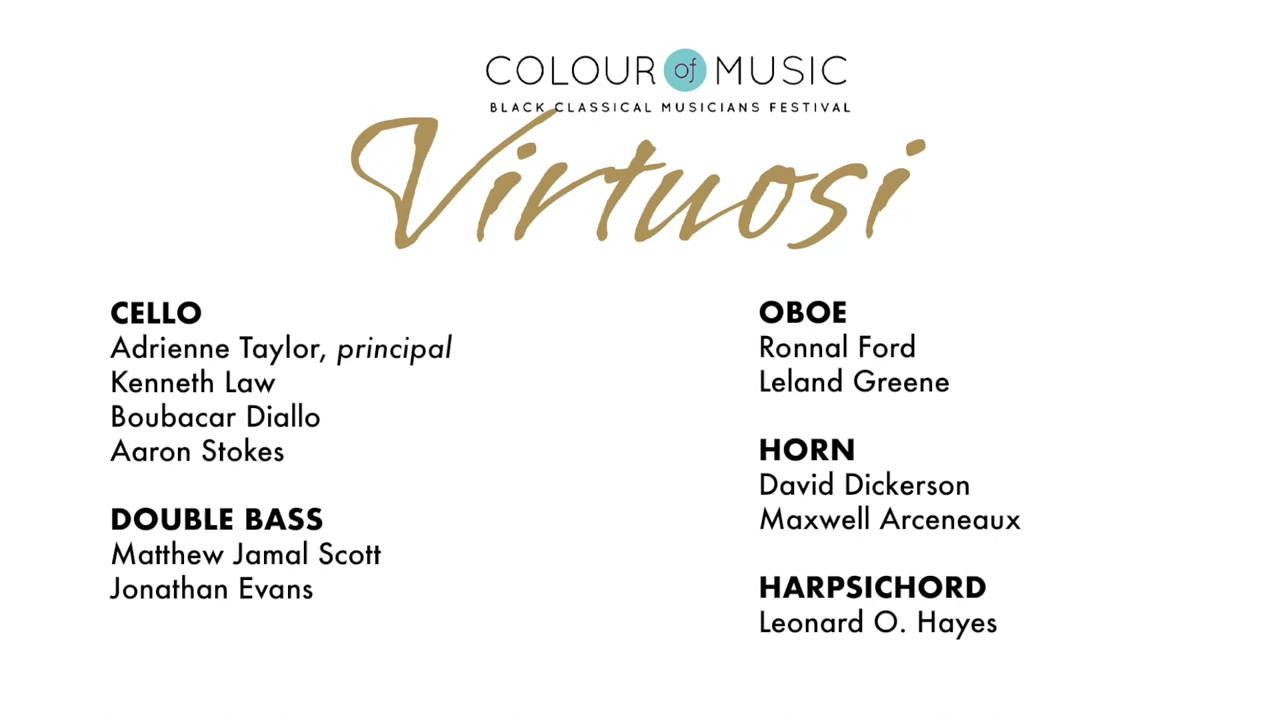 COLOUR of MUSIC
BLACK CLASSICAL MUSICIANS FESTIVAL
Virtuosi
CELLO
Adrienne Taylor, principal
Kenneth Law
Boubacar Diallo
Aaron Stokes
DOUBLE BASS
Matthew Jamal Scott
Jonathan Evans
OBOE
Ronnal Ford
Leland Greene
HORN
David Dickerson
Maxwell Arceneaux
HARPSICHORD
Leonard O. Hayes